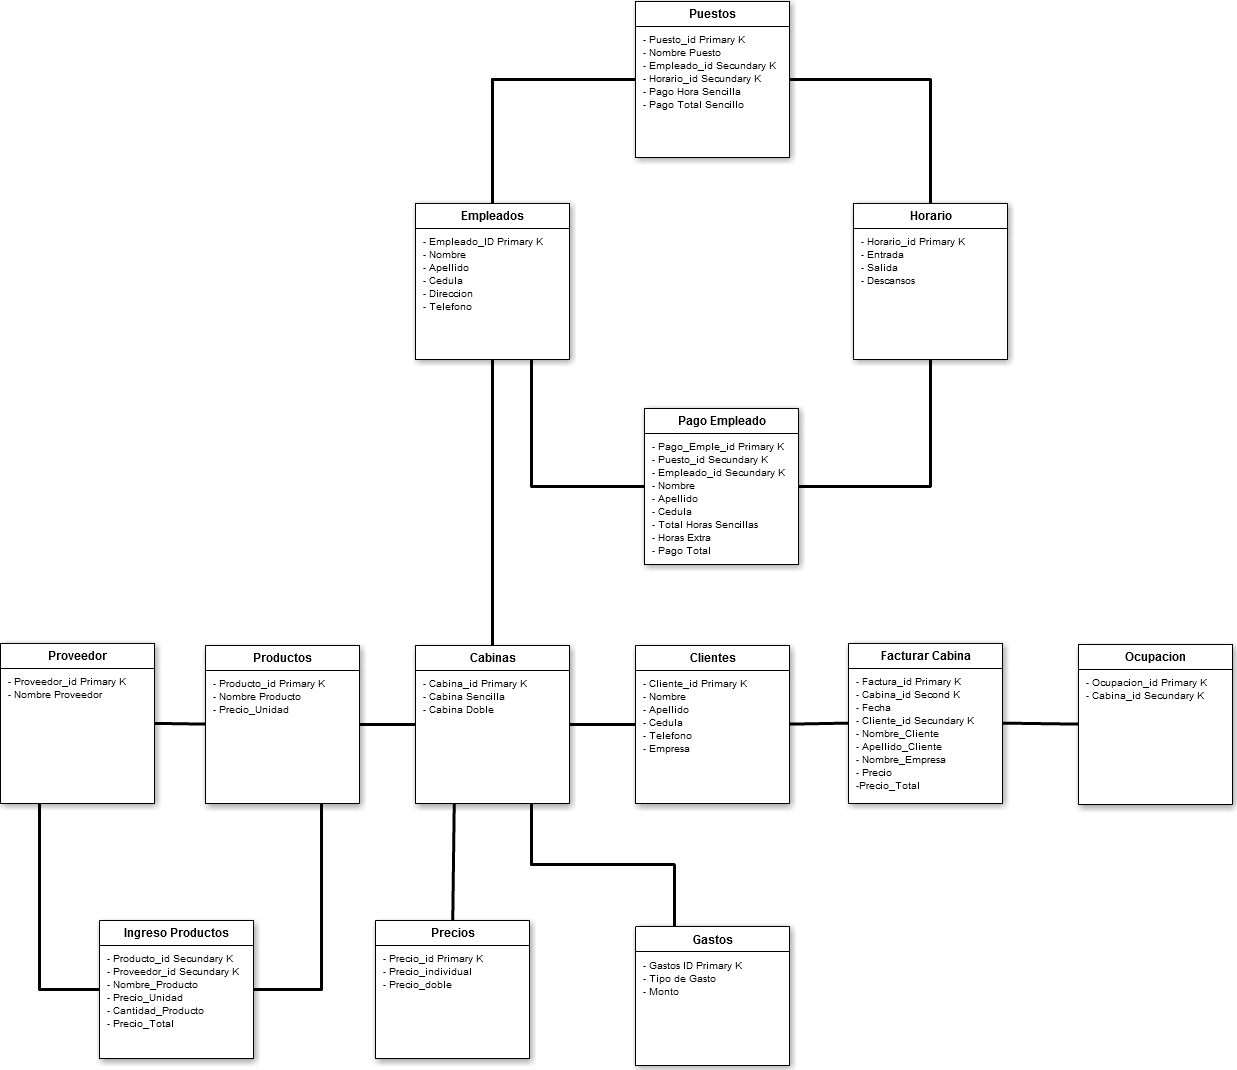 Puestos
- Puesto_id Primary K
- Nombre Puesto
- Empleado_id Secundary K
- Horario_id Secundary K
- Pago Hora Sencilla
- Pago Total Sencillo
Empleados
- Empleado_ID Primary K
- Nombre
- Apellido
- Cedula
- Direccion
- Telefono
Horario
- Horario_id Primary K
- Entrada
- Salida
- Descansos
Pago Empleado
- Pago_Emple_id Primary K
- Puesto_id Secundary K
- Empleado_id Secundary K
- Nombre
- Apellido
- Cedula
- Total Horas Sencillas
- Horas Extra
- Pago Total
Proveedor
- Proveedor_id Primary K
- Nombre Proveedor
Productos
- Producto_id Primary K
- Nombre Producto
- Precio_Unidad
Cabinas
- Cabina_id Primary K
- Cabina Sencilla
- Cabina Doble
Clientes
- Cliente_id Primary K
- Nombre
- Apellido
- Cedula
- Telefono
- Empresa
Facturar Cabina
- Factura_id Primary K
- Cabina_id Second K
- Fecha
- Cliente_id Secundary K
- Nombre_Cliente
- Apellido_Cliente
- Nombre_Empresa
- Precio
-Precio_Total
Ocupacion
- Ocupacion_id Primary K
- Cabina_id Secundary K
Ingreso Productos
- Producto_id Secundary K
- Proveedor_id Secundary K
- Nombre_Producto
- Precio_Unidad
- Cantidad_Producto
- Precio_Total
Precios
- Precio_id Primary K
- Precio_individual
- Precio_doble
Gastos
- Gastos ID Primary K
- Tipo de Gasto
- Monto